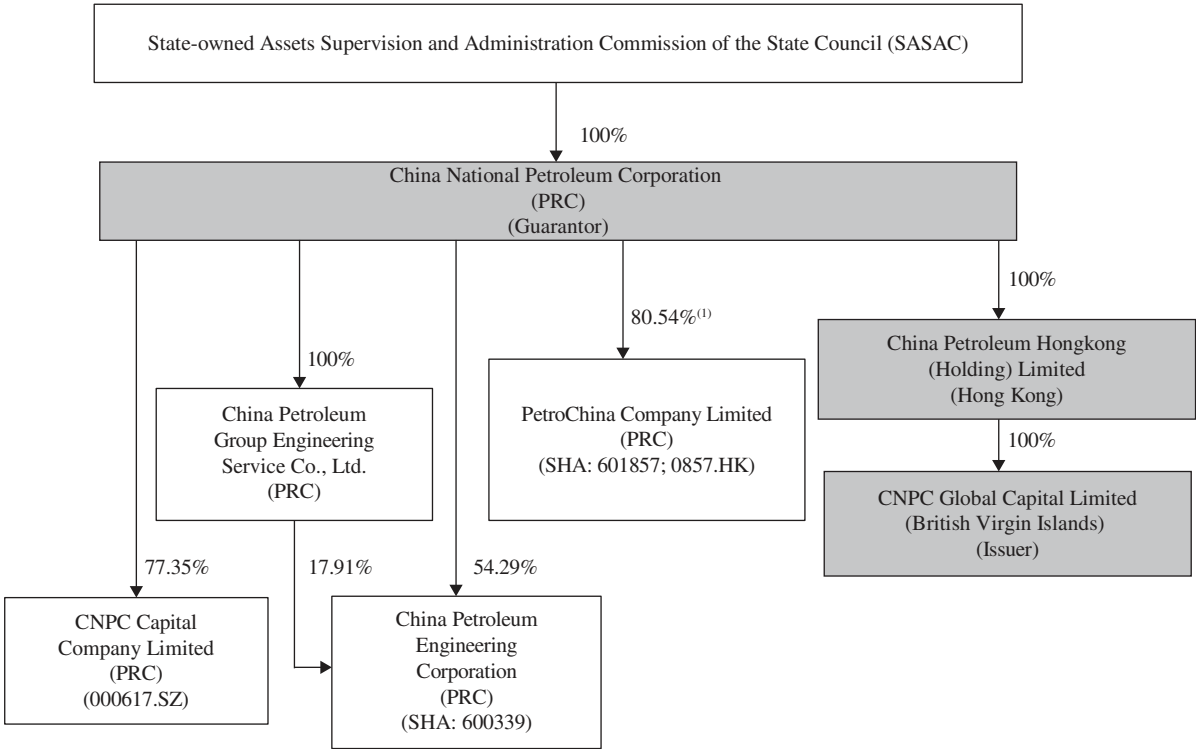 State-owned Assets Supervision and Administration Commission of the State Council (SASAC)
100%
China National Petroleum Corporation
(PRC)
(Guarantor)
100%
80.54%(1)
China Petroleum Hongkong
(Holding) Limited
(Hong Kong)
100%
China Petroleum
Group Engineering
Service Co., Ltd.
(PRC)
PetroChina Company Limited
(PRC)
(SHA: 601857; 0857.HK)
100%
CNPC Global Capital Limited
(British Virgin Islands)
(Issuer)
77.35%
17.91%
54.29%
CNPC Capital
Company Limited
(PRC)
(000617.SZ)
China Petroleum
Engineering
Corporation
(PRC)
(SHA: 600339)